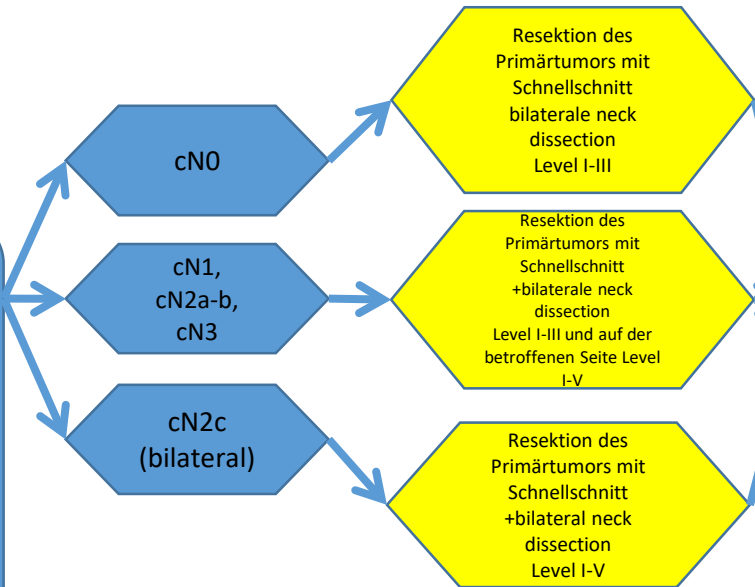 cN0
Resektion des
Primärtumors mit
Schnellschnitt
bilaterale neck
dissection
Level I-III
cN1,
cN2a-b,
cN3
Resektion des
Primärtumors mit
Schnellschnitt
+bilaterale neck
dissection
Level I-III und auf der
betroffenen Seite Level
I-V
cN2c
(bilateral)
Resektion des
Primärtumors mit
Schnellschnitt
+bilateral neck
dissection
Level I-V